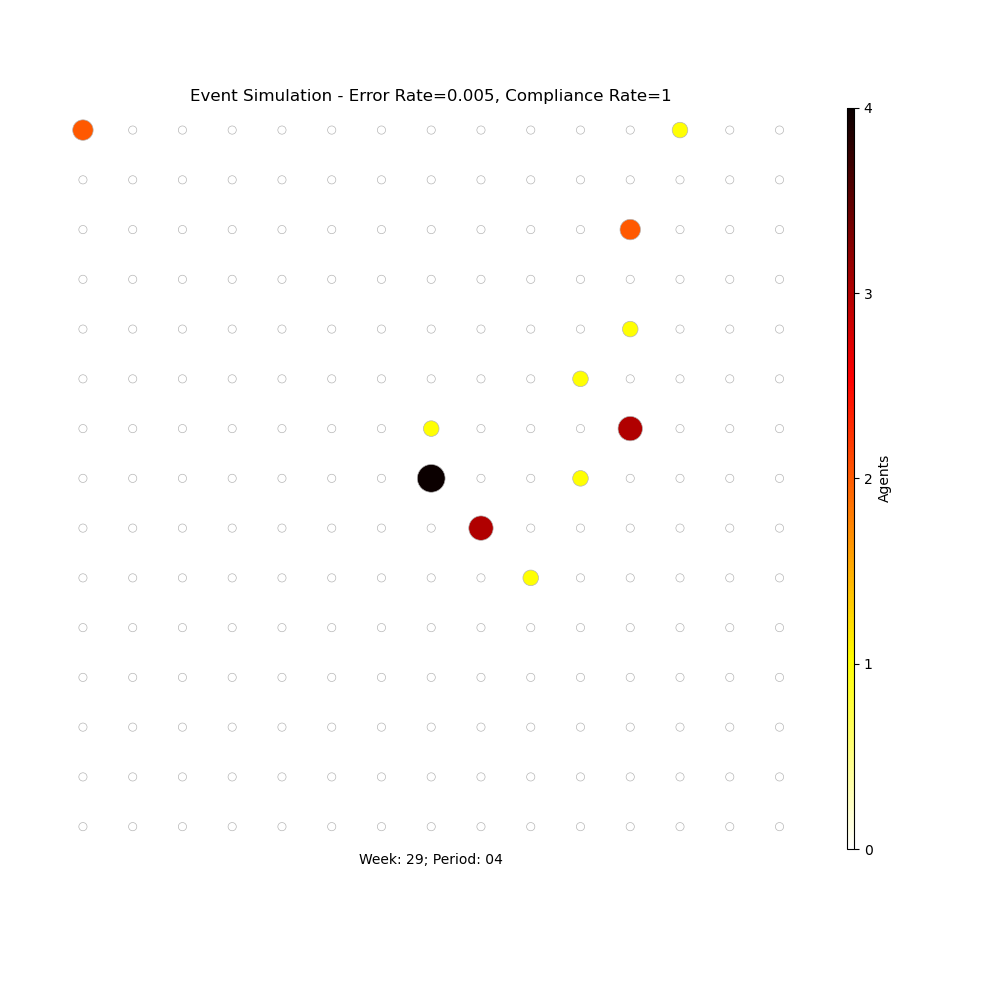 Event Simulation - Error Rate=0.005, Compliance Rate=1
4
3
2
1
0
Agents
Week: 29; Period: 04